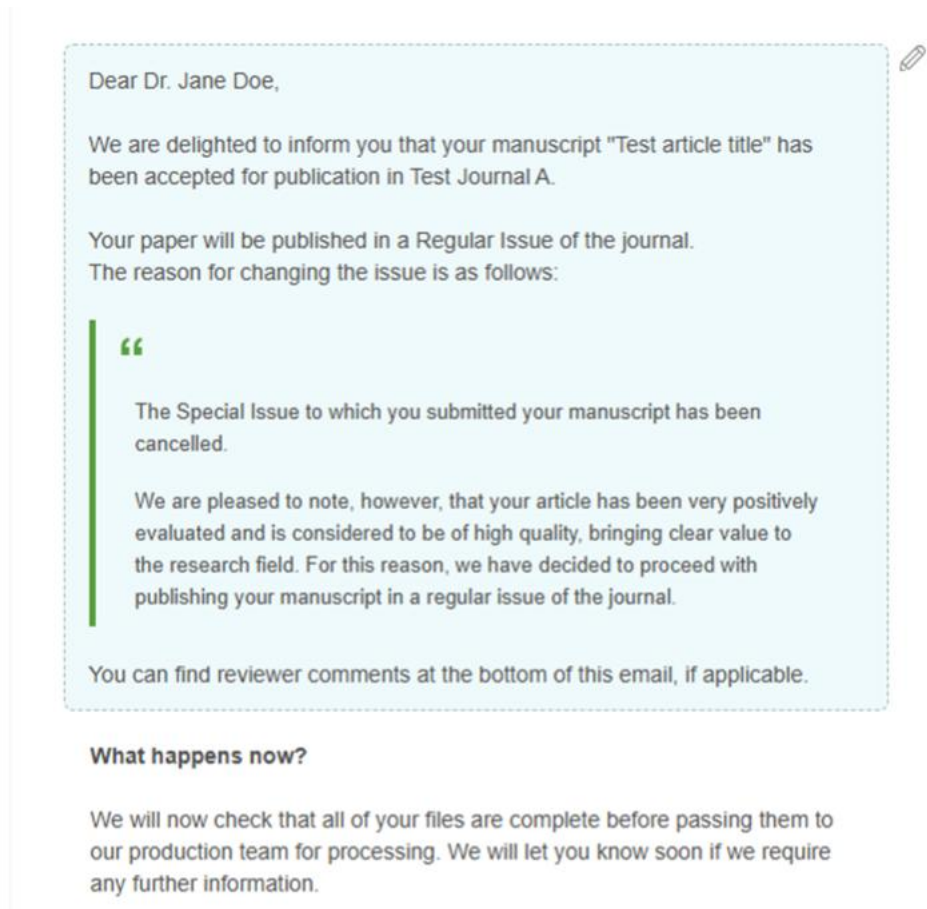 Dear Dr. Jane Doe,
We are delighted to inform you that your manuscript "Test article title" has
been accepted for publication in Test Journal A.
Your paper will be published in a Regular Issue of the journal.
The reason for changing the issue is as follows:
“
The Special Issue to which you submitted your manuscript has been
cancelled.
We are pleased to note, however, that your article has been very positively
evaluated and is considered to be of high quality, bringing clear value to
the research field. For this reason, we have decided to proceed with
publishing your manuscript in a regular issue of the journal.
You can find reviewer comments at the bottom of this email, if applicable.
What happens now?
We will now check that all of your files are complete before passing them to
our production team for processing. We will let you know soon if we require
any further information.